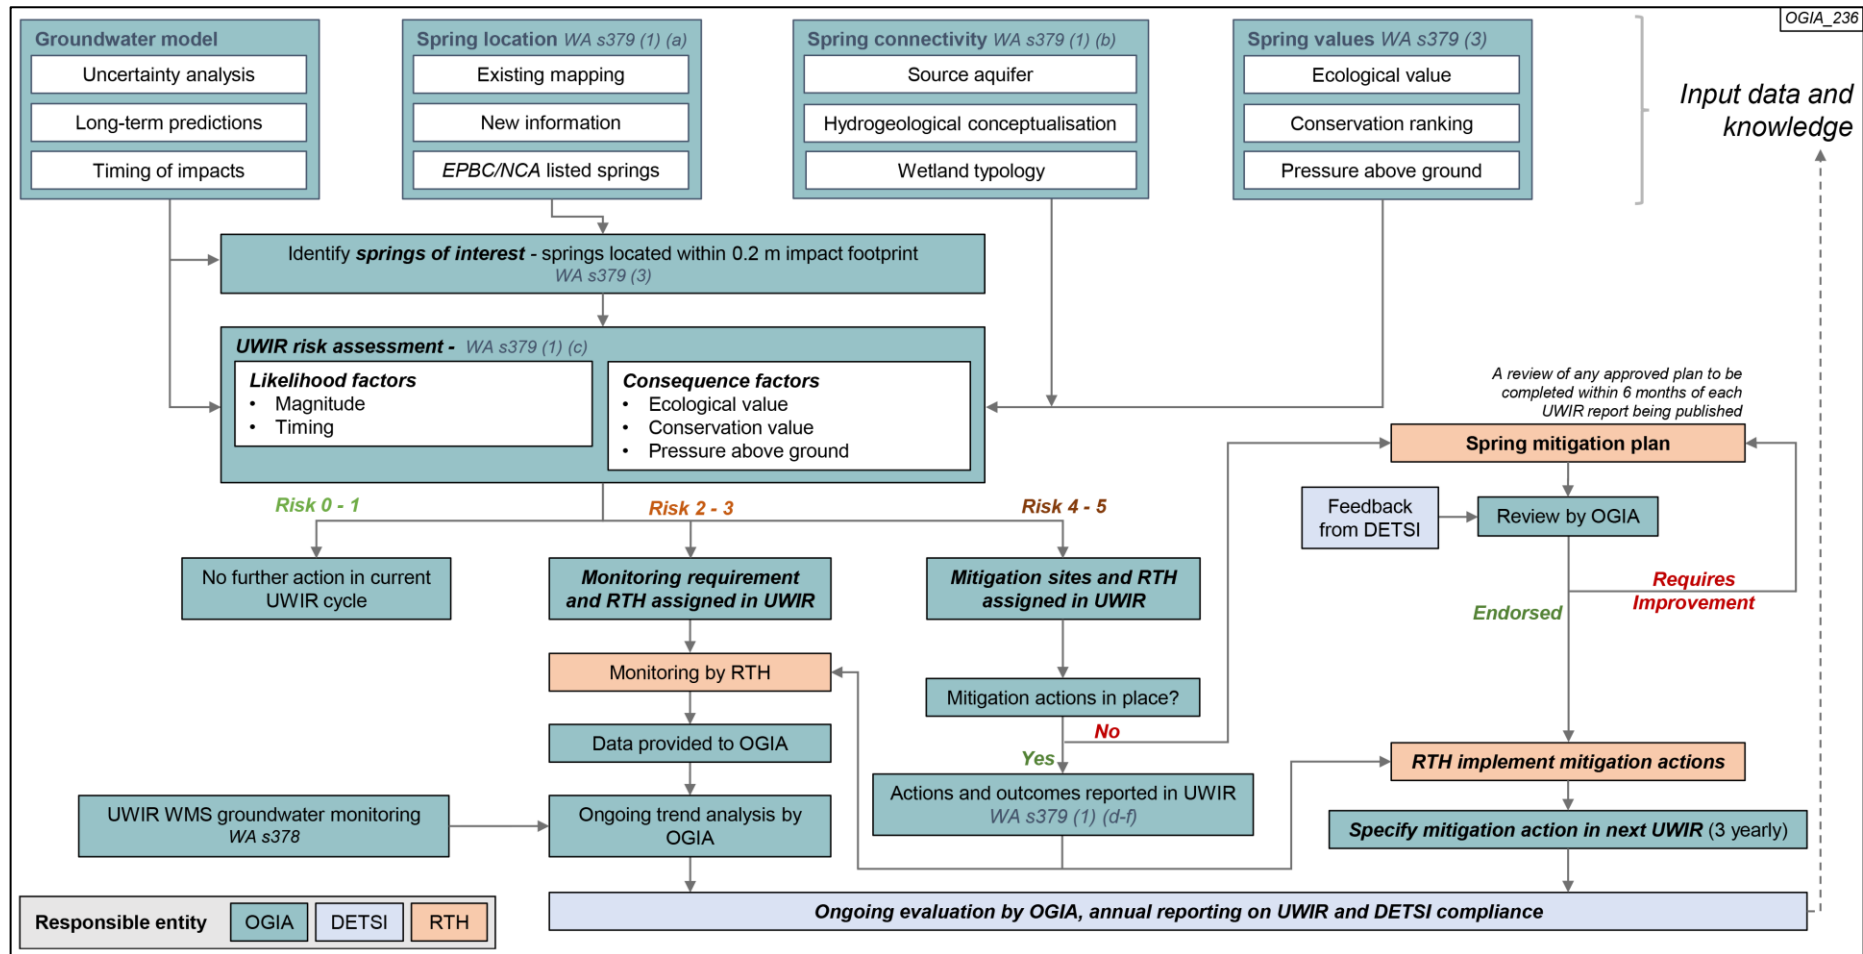 OGIA_236
Groundwater model
Uncertainty analysis
Long-term predictions
Timing of impacts
Spring location WA s379 (1) (a)
Existing mapping
New information
EPBC/NCA listed springs
Spring connectivity WA s379 (1) (b)
Source aquifer
Hydrogeological conceptualisation
Wetland typology
Spring values WA s379 (3)
Ecological value
Conservation ranking
Pressure above ground
Input data and
knowledge
Identify springs of interest - springs located within 0.2 m impact footprint
WA s379 (3)
UWIR risk assessment - WA s379 (1) (c)
Likelihood factors
• Magnitude
• Timing
Consequence factors
• Ecological value
• Conservation value
• Pressure above ground
A review of any approved plan to be
completed within 6 months of each
UWIR report being published
Spring mitigation plan
Feedback
from DETSI
Review by OGIA
Requires
Improvement
Endorsed
Risk 0 - 1
Risk 2 - 3
Risk 4 - 5
No further action in current
UWIR cycle
Monitoring requirement
and RTH assigned in UWIR
Mitigation sites and RTH
assigned in UWIR
Monitoring by RTH
Mitigation actions in place?
No
Yes
Data provided to OGIA
RTH implement mitigation actions
UWIR WMS groundwater monitoring
WA s378
Ongoing trend analysis by
OGIA
Actions and outcomes reported in UWIR
WA s379 (1) (d-f)
Specify mitigation action in next UWIR (3 yearly)
Ongoing evaluation by OGIA, annual reporting on UWIR and DETSI compliance
Responsible entity
OGIA
DETSI
RTH